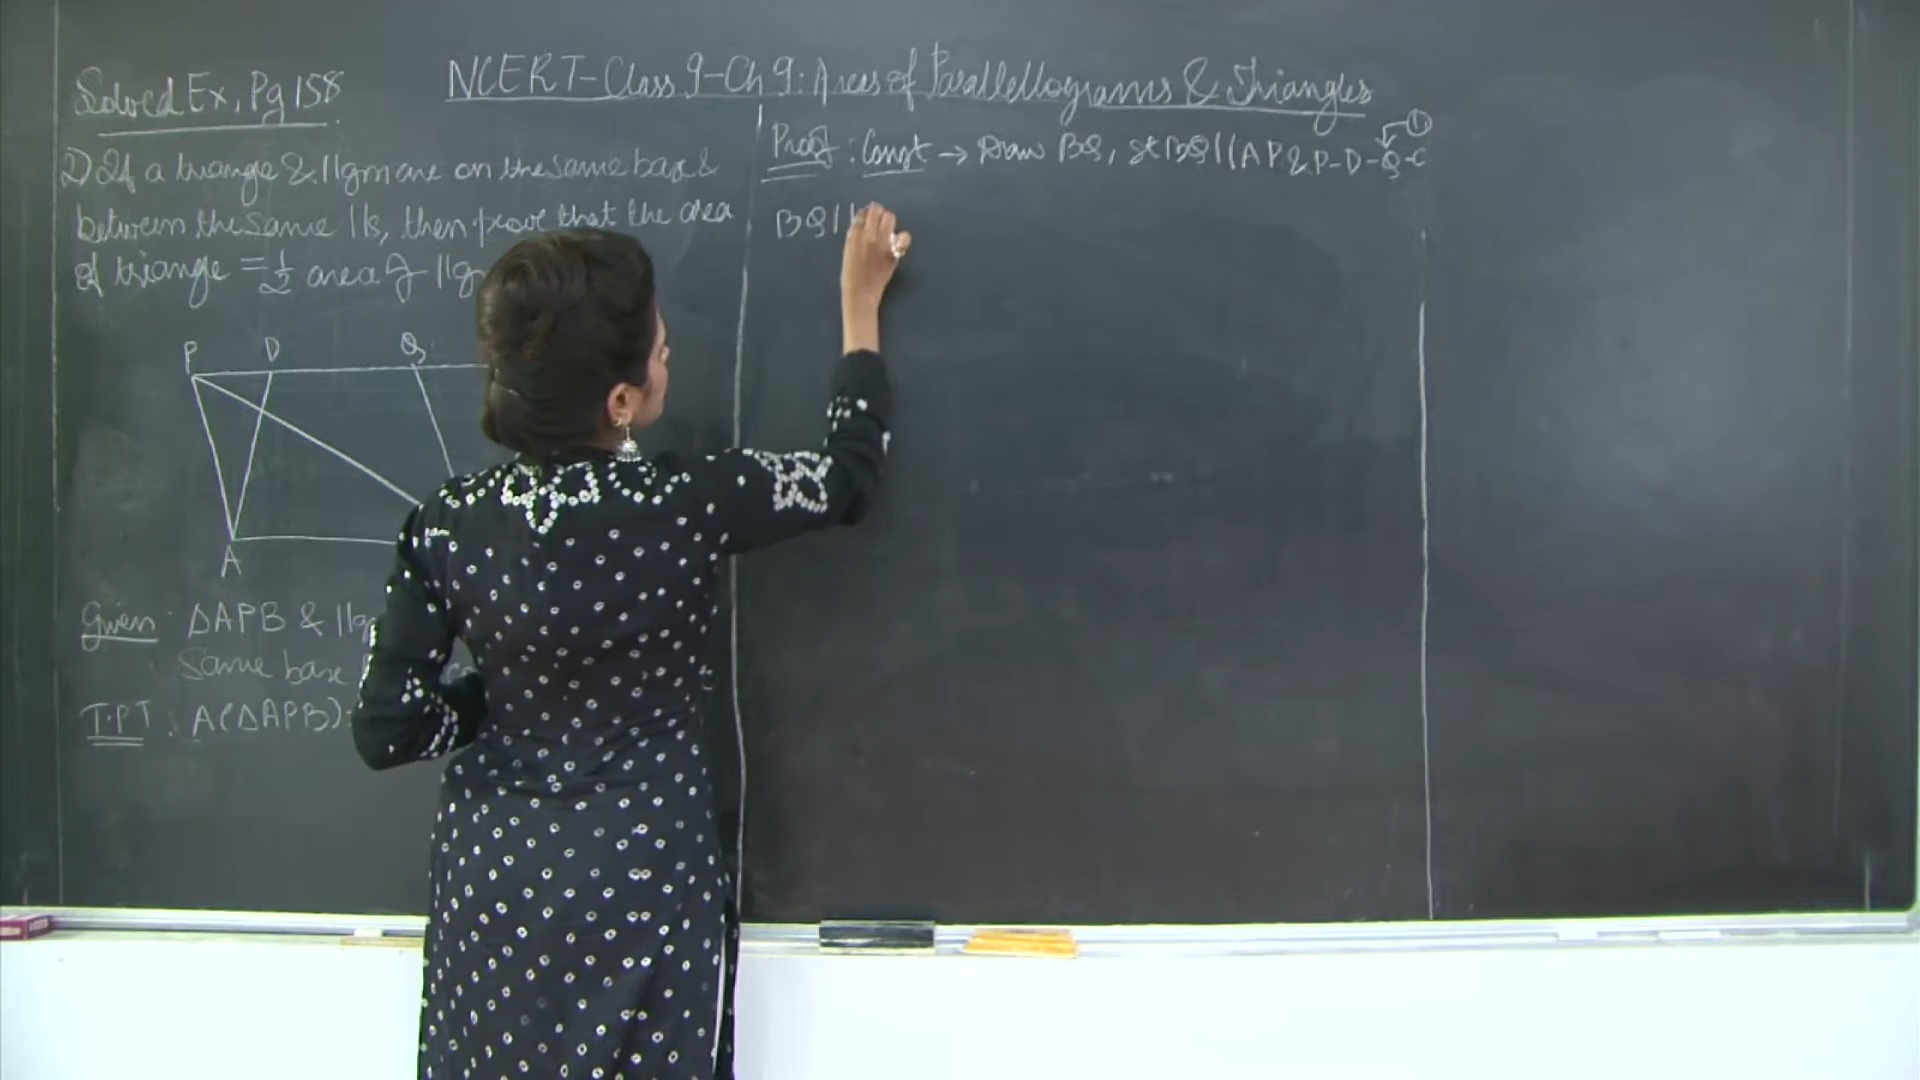 NCERT-Class 9-Ch 9: Areas of Parallellograms & Triangles
Solved Ex, Pg 158
2) If a triangle & ||gm are on the same base &
between the same ||s, then prove that the area
of triangle = 1/2 area of ||g
P D Q
A
Given: ΔAPB & ||g
Same base
T.P.T: A(ΔAPB) =
Proof: Const → Draw BQ, st BQ||AP & P-D-Q-C
①
BQ||